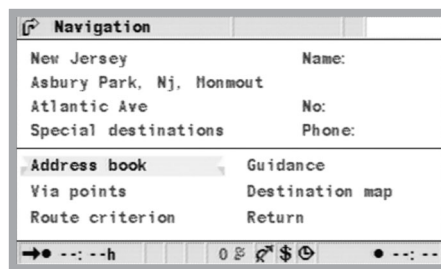 Navigation
New Jersey Name:
Asbury Park, Nj, Monmout
Atlantic Ave No:
Special destinations Phone:
Address book Guidance
Via points Destination map
Route criterion Return
--: --h 0 $ --: --